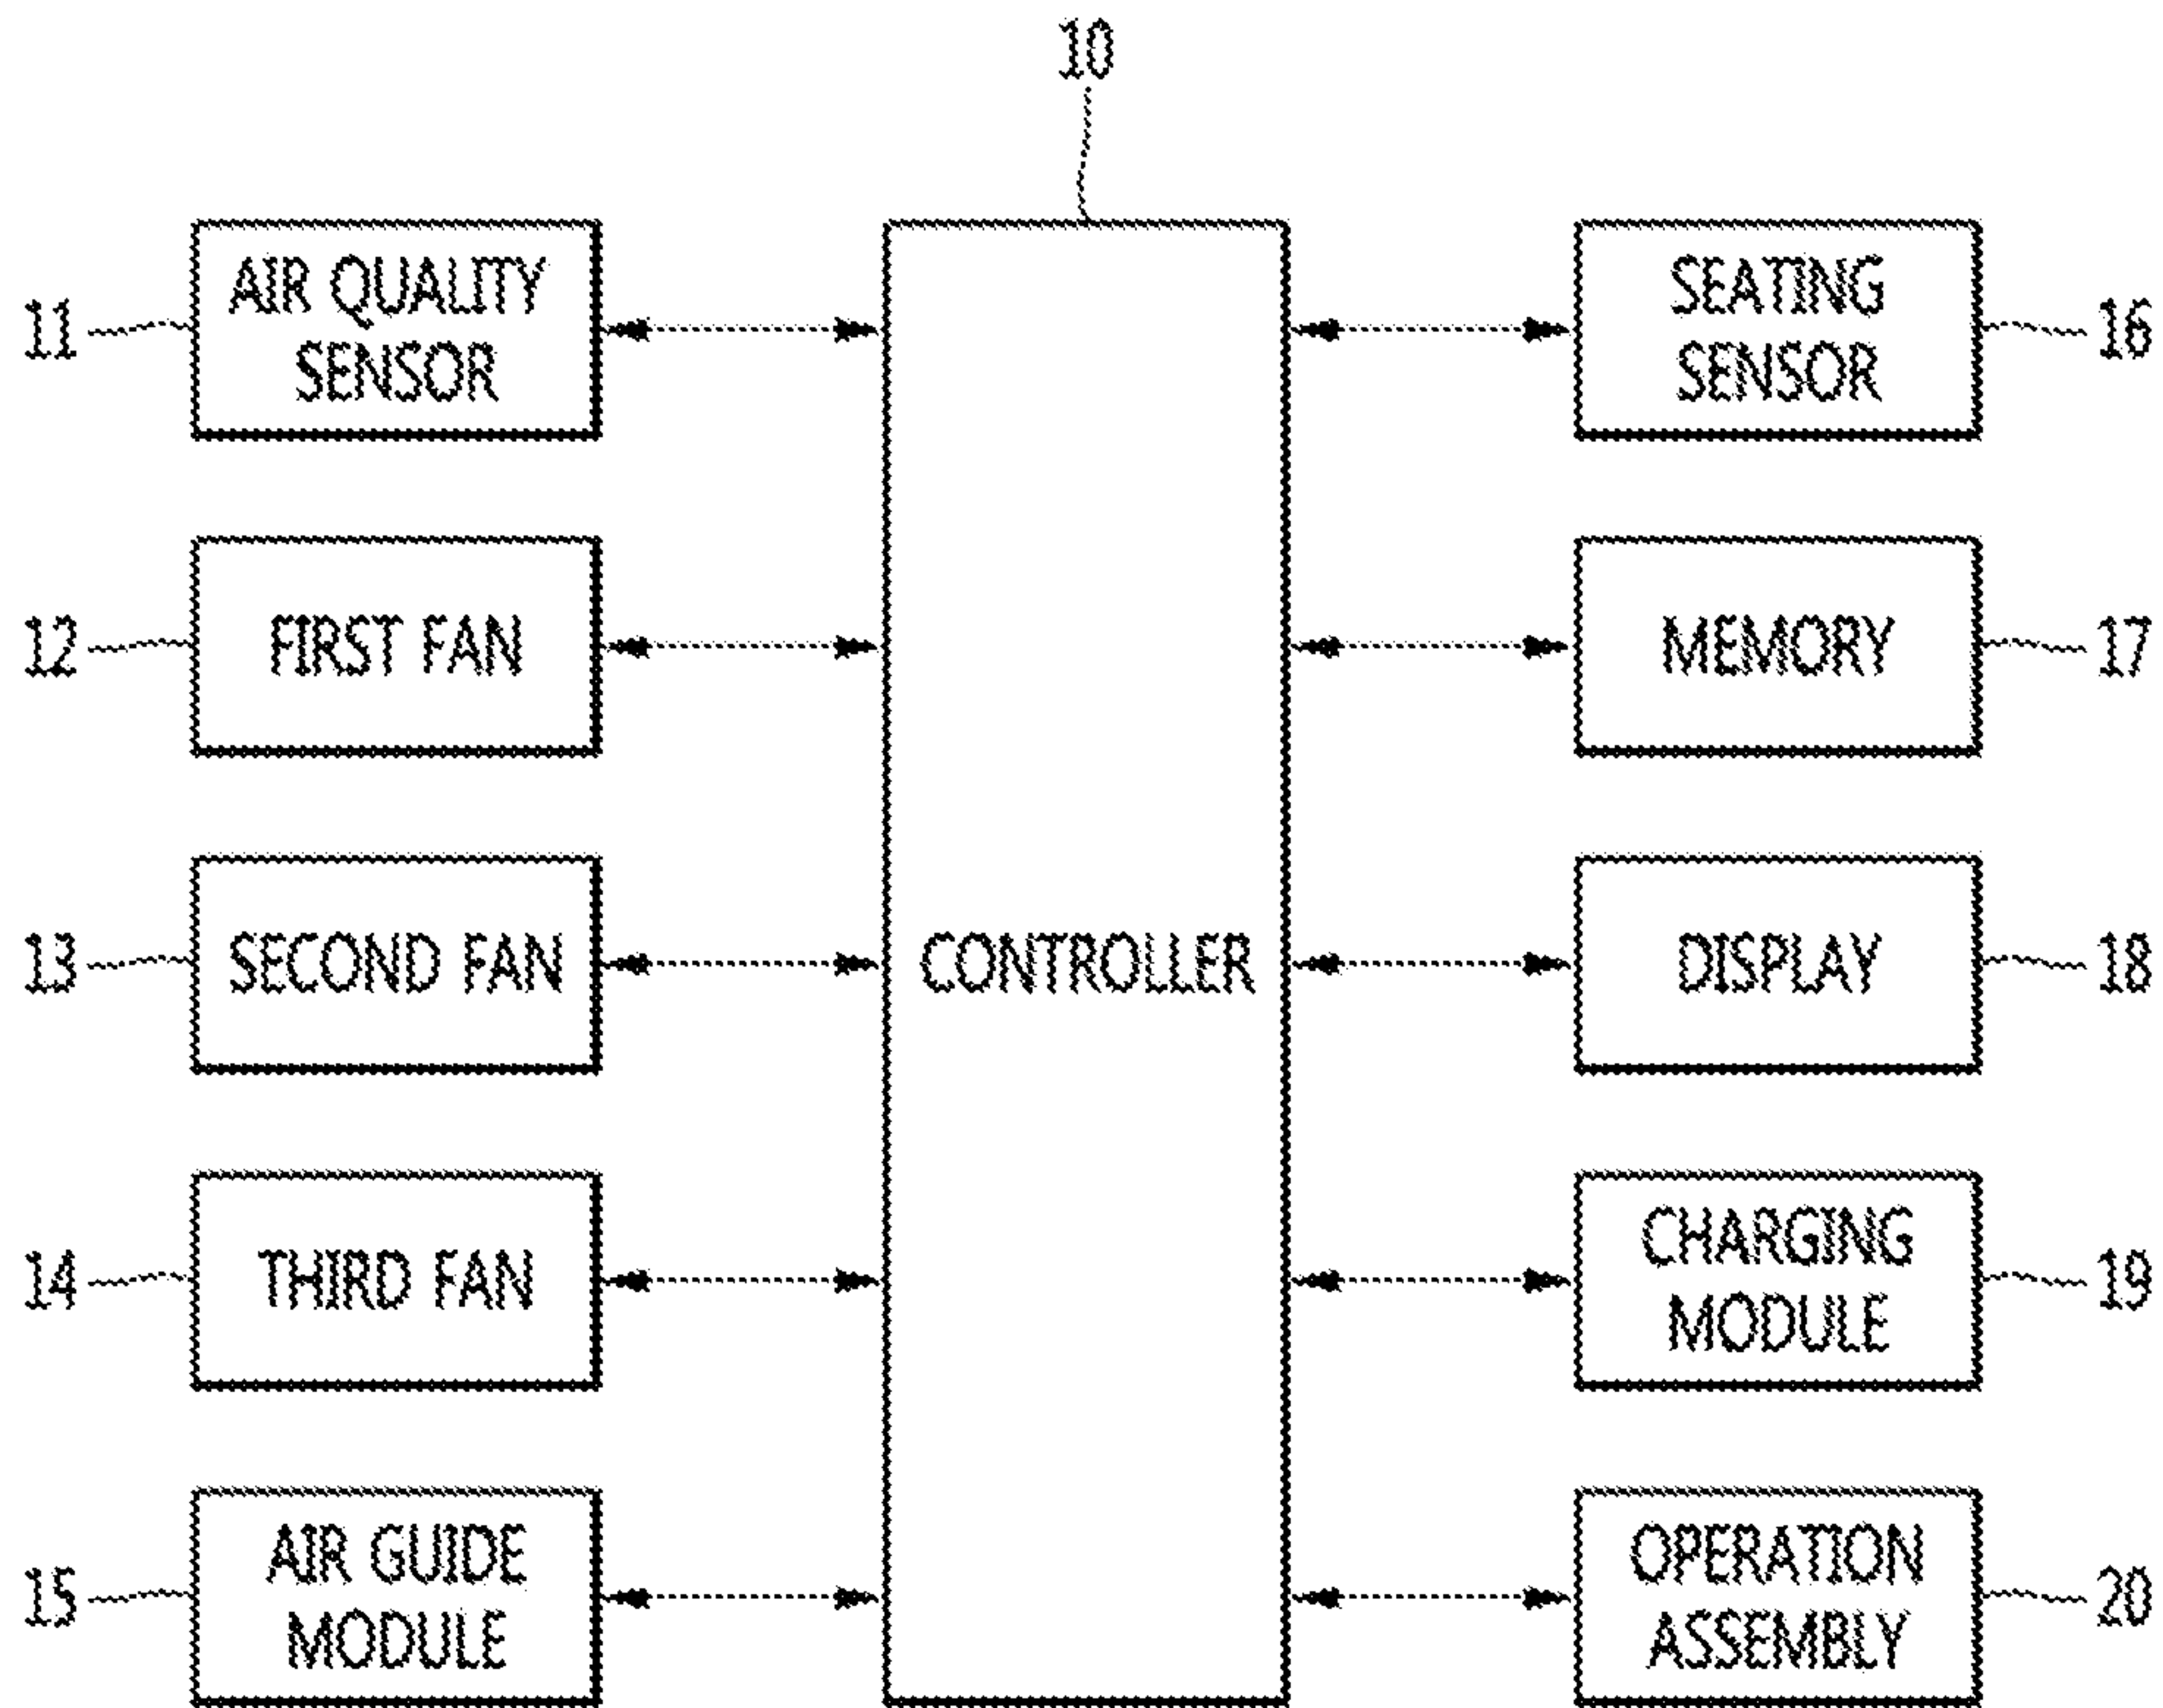 10
11
AIR QUALITY
SENSOR
12
FIRST FAN
13
SECOND FAN
14
THIRD FAN
15
AIR GUIDE
MODULE
CONTROLLER
SEATING
SENSOR
16
MEMORY
17
DISPLAY
18
CHARGING
MODULE
19
OPERATION
ASSEMBLY
20